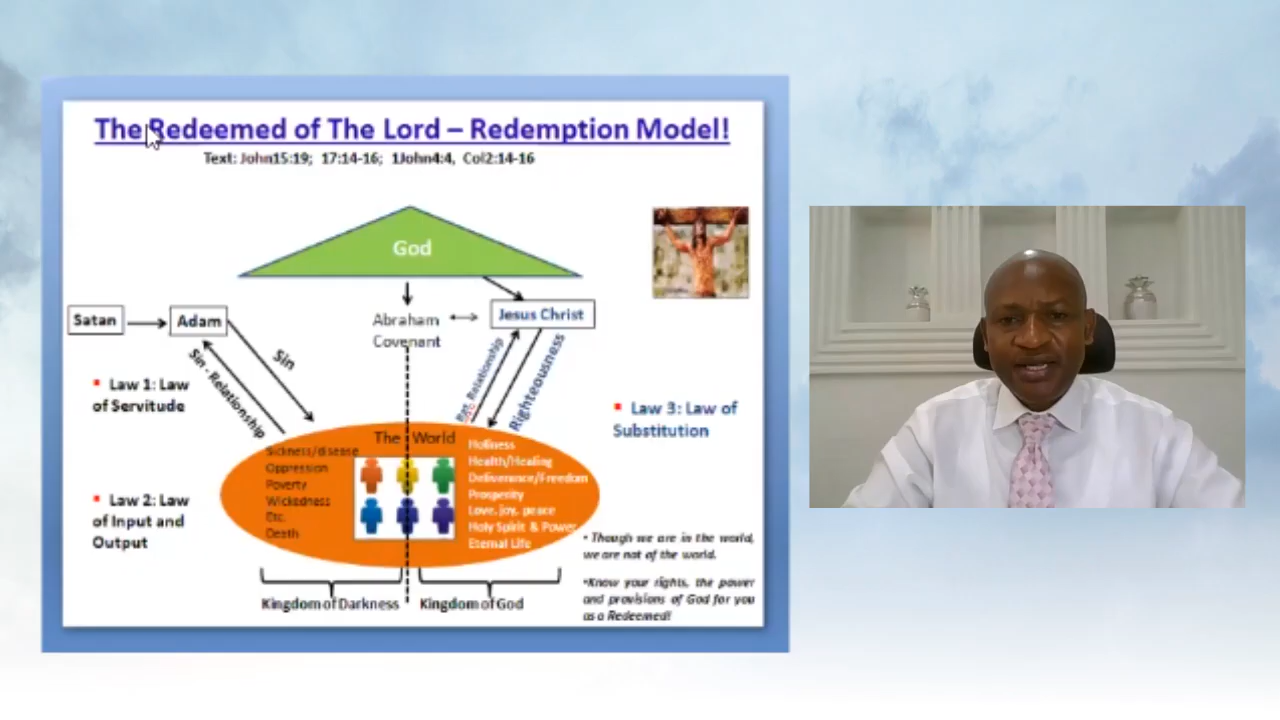 The Redeemed of The Lord – Redemption Model!
Text: John15:19; 17:14-16; 1John4:4, Col2:14-16
God
Satan
Adam
Abraham
Covenant
Jesus Christ
Sin
Sin - Relationship
Relationship
Righteousness
▪ Law 1: Law
of Servitude
▪ Law 2: Law
of Input and
Output
▪ Law 3: Law of
Substitution
The World
Sickness/disease
Oppression
Poverty
Wickedness
Etc.
Death
Holiness
Health/Healing
Deliverance/Freedom
Prosperity
Love, joy, peace
Holy Spirit & Power
Eternal Life
Kingdom of Darkness
Kingdom of God
• Though we are in the world,
we are not of the world.
•Know your rights, the power
and provisions of God for you
as a Redeemed!